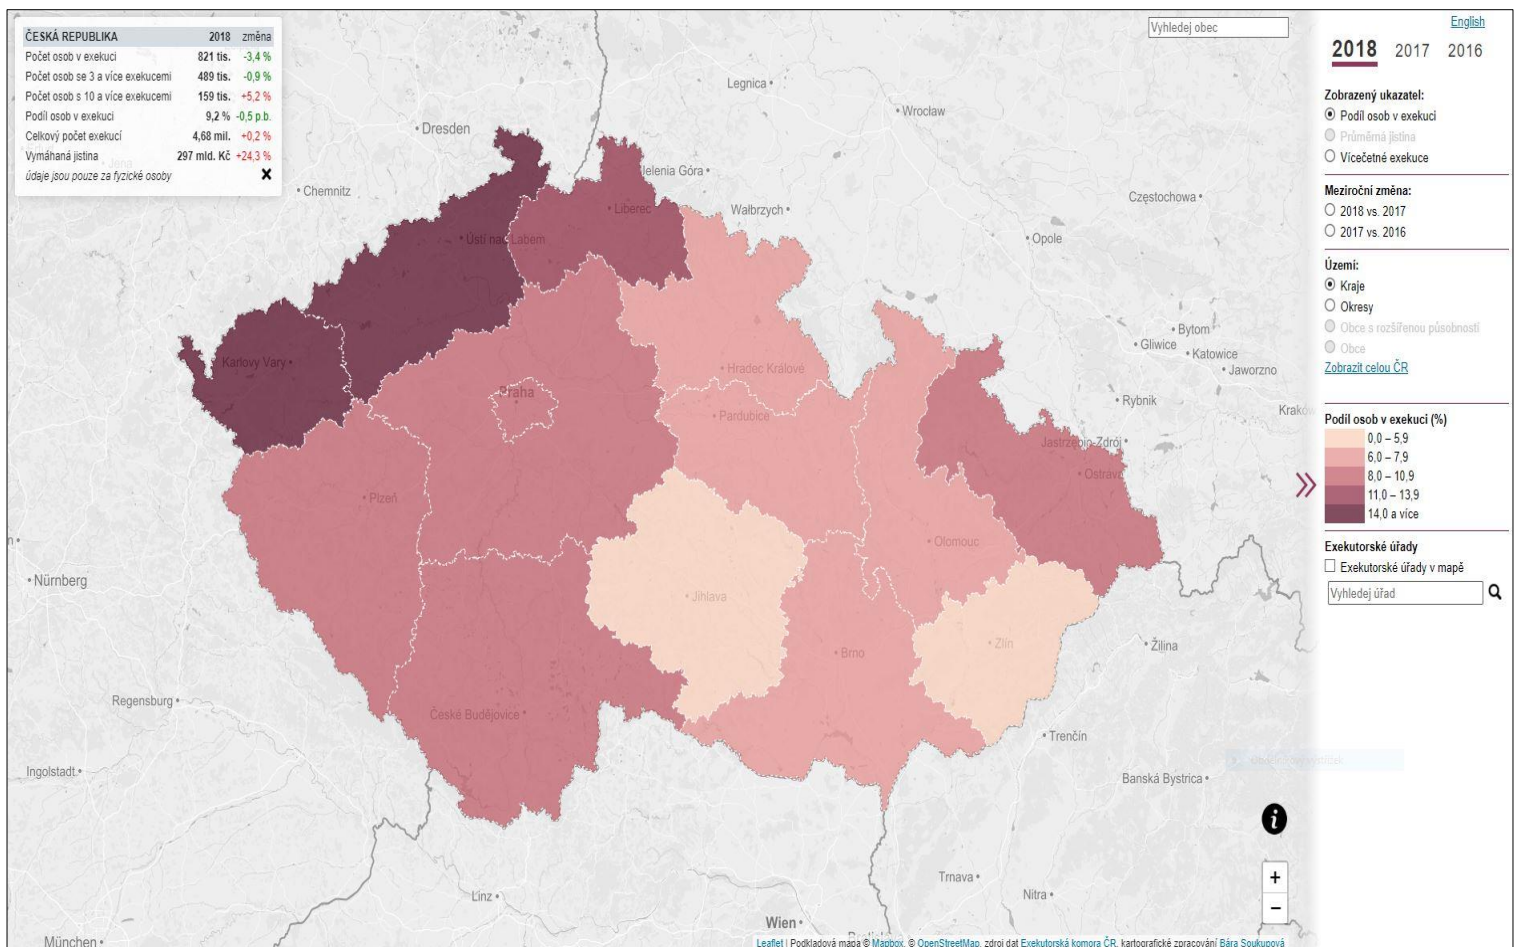 ČESKÁ REPUBLIKA 2018 změna
Počet osob v exekuci 821 tis. -3,4 %
Počet osob se 3 a více exekucemi 489 tis. -0,9 %
Počet osob s 10 a více exekucemi 159 tis. +5,2 %
Podíl osob v exekuci 9,2 % -0,5 p.b.
Celkový počet exekucí 4,68 mil. +0,2 %
Vymáhaná jistina 297 mld. Kč +24,3 %
údaje jsou pouze za fyzické osoby
Vyhledej obec
Legnica
Wrocław
Dresden
Jena
Jelenia Góra
Chemnitz
Częstochowa
Liberec
Wałbrzych
Ústí nad Labem
Opole
Bytom
Gliwice
Katowice
Karlovy Vary
Hradec Králové
Jaworzno
Praha
Rybnik
Kraków
Pardubice
Jastrzębie-Zdrój
Ostrava
Plzeň
Olomouc
Nürnberg
Jihlava
Zlín
Brno
Žilina
Regensburg
České Budějovice
Trenčín
Ingolstadt
Banská Bystrica
Trnava
Linz
Nitra
Wien
München
i
+
−
Leaflet | Podkladová mapa © Mapbox, © OpenStreetMap, zdroj dat Exekutorská komora ČR, kartografické zpracování Bára Soukupová
English
2018 2017 2016
Zobrazený ukazatel:
Podíl osob v exekuci
Průměrná jistina
Vícečetné exekuce
Meziroční změna:
2018 vs. 2017
2017 vs. 2016
Území:
Kraje
Okresy
Obce s rozšířenou působností
Obce
Zobrazit celou ČR
Podíl osob v exekuci (%)
0,0 – 5,9
6,0 – 7,9
8,0 – 10,9
11,0 – 13,9
14,0 a více
Exekutorské úřady
Exekutorské úřady v mapě
Vyhledej úřad